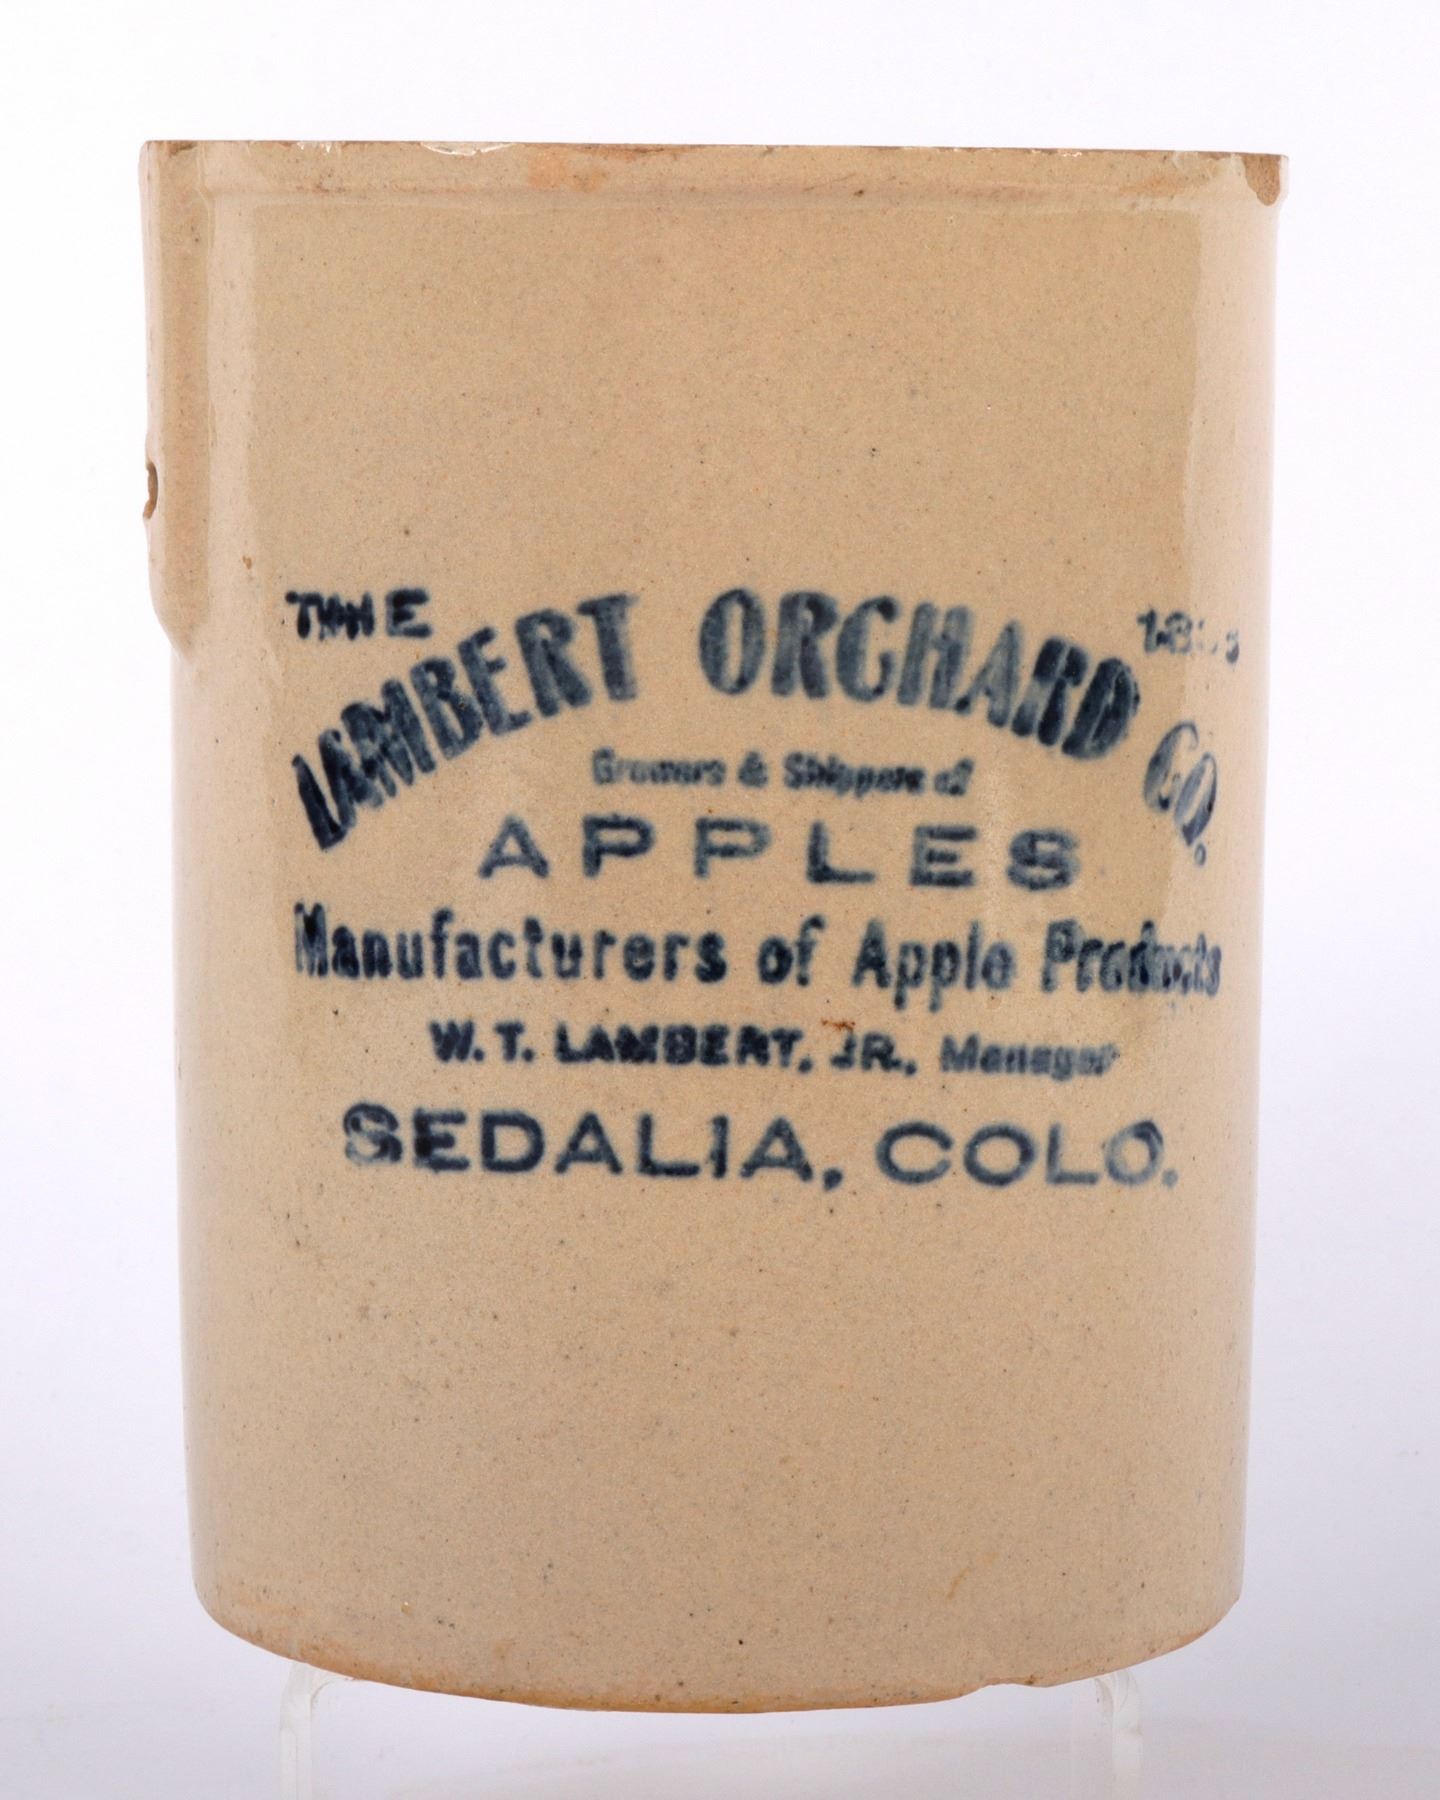 THE
LAMBERT ORCHARD CO.
Growers & Shippers of
APPLES
Manufacturers of Apple Products
W. T. LAMBERT, JR., Manager
SEDALIA, COLO.